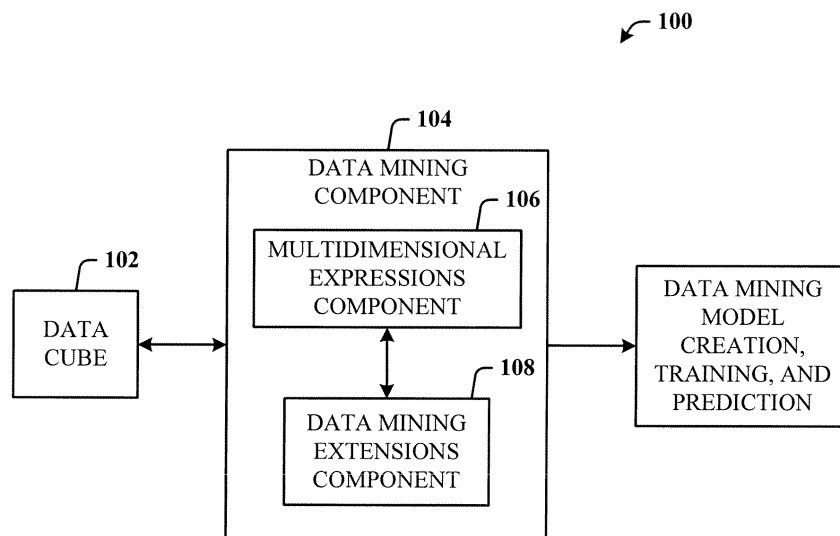 100
104
DATA MINING
COMPONENT
106
MULTIDIMENSIONAL
EXPRESSIONS
COMPONENT
102
DATA
CUBE
108
DATA MINING
EXTENSIONS
COMPONENT
DATA MINING
MODEL
CREATION,
TRAINING, AND
PREDICTION